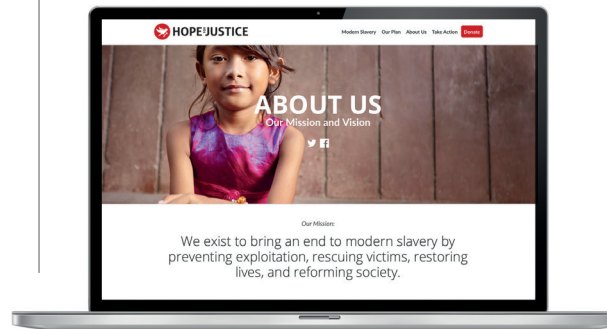 HOPE FOR JUSTICE
Modern Slavery Our Plan About Us Take Action Donate
ABOUT US
Our Mission and Vision
Our Mission:
We exist to bring an end to modern slavery by
preventing exploitation, rescuing victims, restoring
lives, and reforming society.